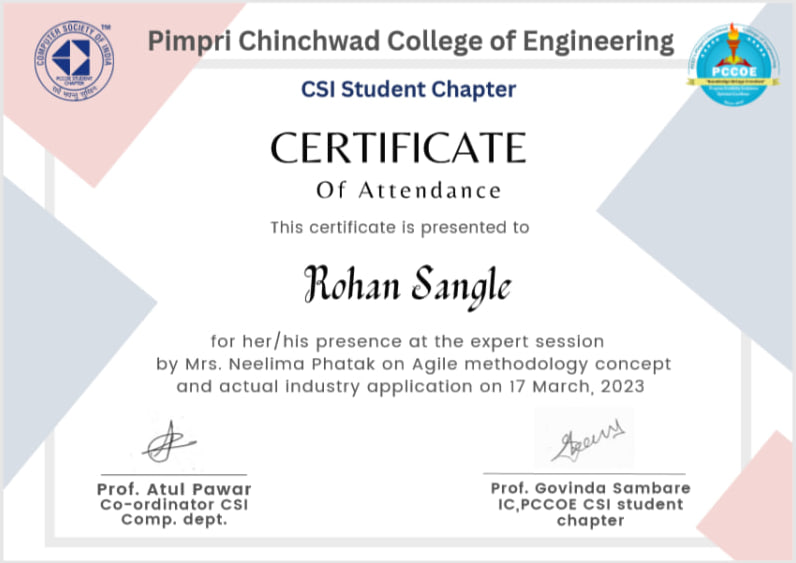 COMPUTER SOCIETY OF INDIA
TM
PCCOE STUDENT
CHAPTER
Pimpri Chinchwad College of Engineering
PCCOE
CSI Student Chapter
CERTIFICATE
Of Attendance
This certificate is presented to
Rohan Sangle
for her/his presence at the expert session
by Mrs. Neelima Phatak on Agile methodology concept
and actual industry application on 17 March, 2023
Prof. Atul Pawar
Co-ordinator CSI
Comp. dept.
Prof. Govinda Sambare
IC,PCCOE CSI student
chapter